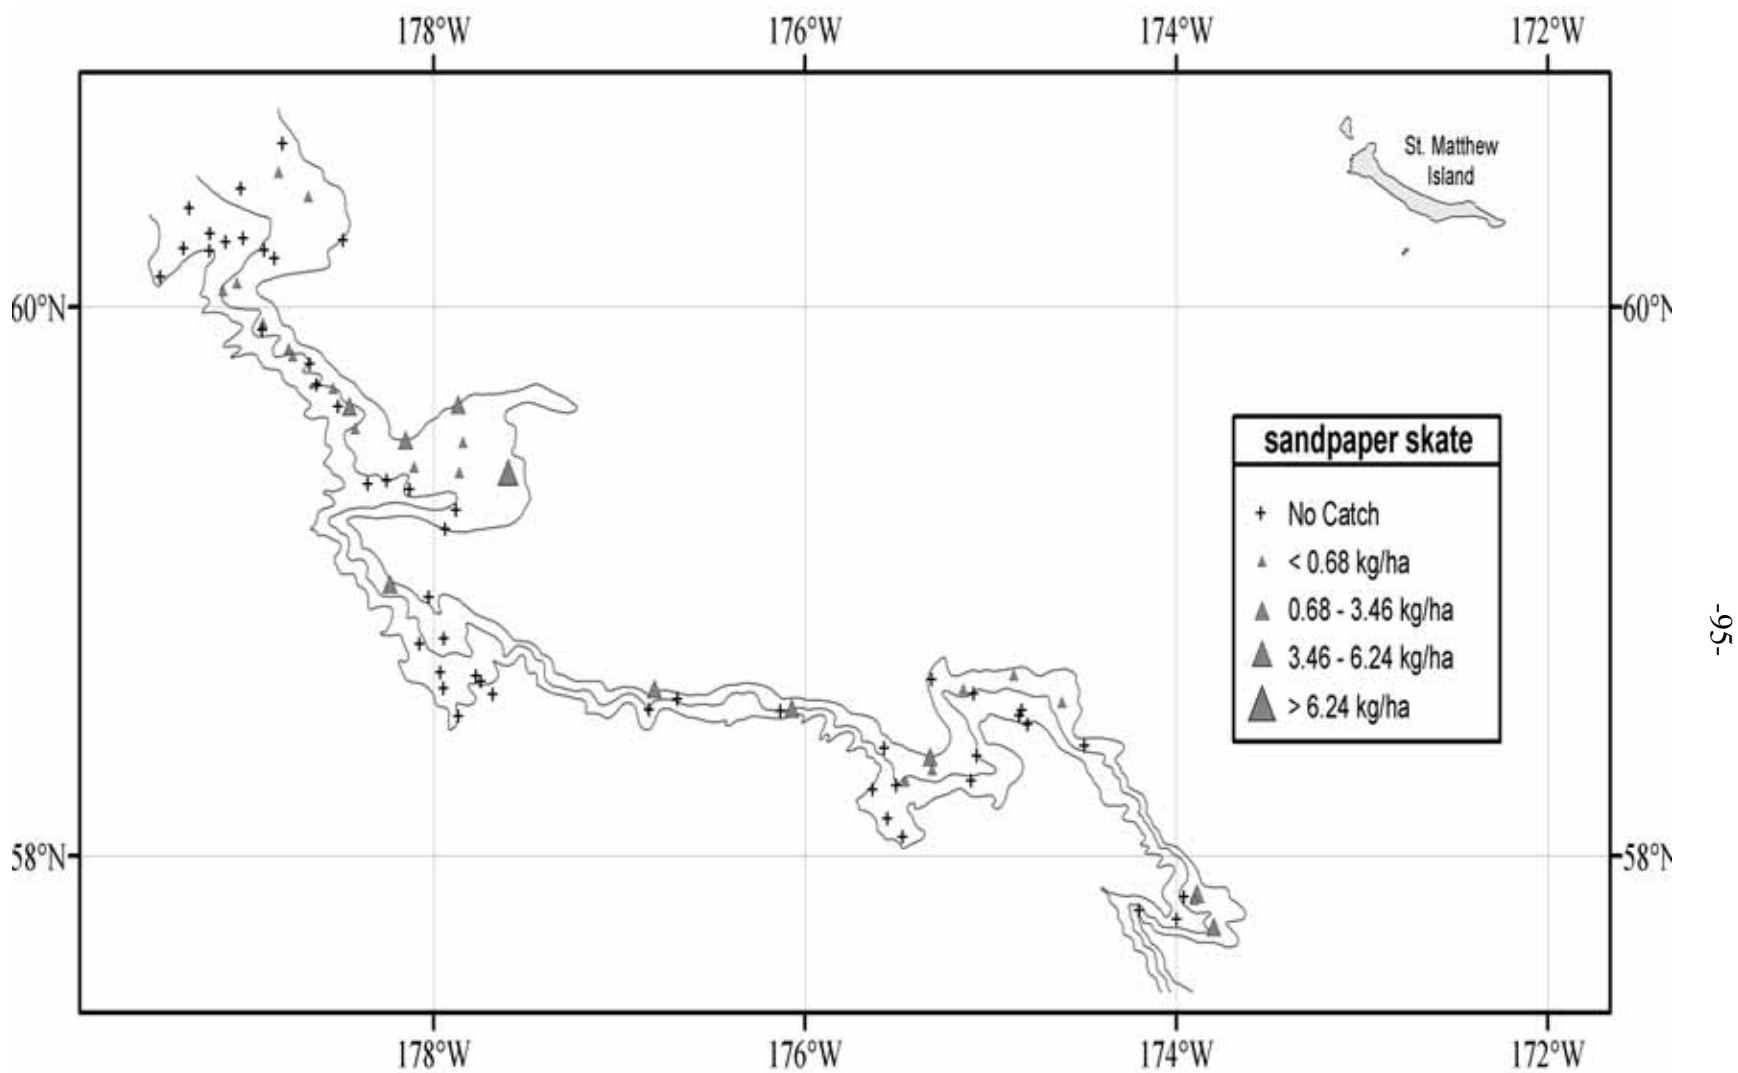 178°W 176°W 174°W 172°W
St. Matthew
Island
60°N 60°N
sandpaper skate
No Catch
< 0.68 kg/ha
0.68 - 3.46 kg/ha
3.46 - 6.24 kg/ha
> 6.24 kg/ha
-95-
58°N 58°N
178°W 176°W 174°W 172°W